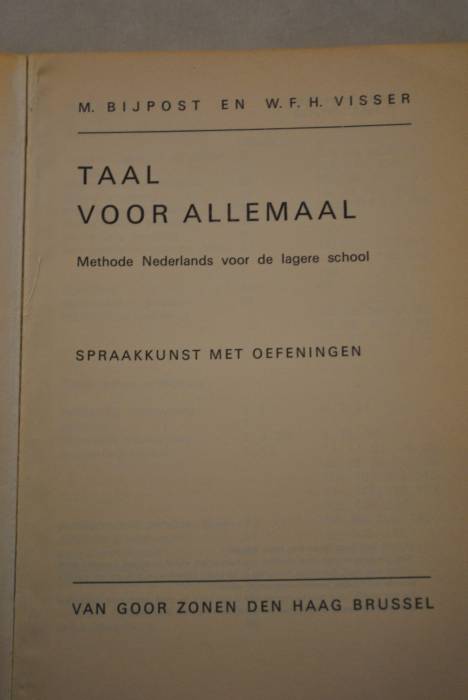 M. BIJPOST EN W. F. H. VISSER
TAAL
VOOR ALLEMAAL
Methode Nederlands voor de lagere school
SPRAAKKUNST MET OEFENINGEN
VAN GOOR ZONEN DEN HAAG BRUSSEL